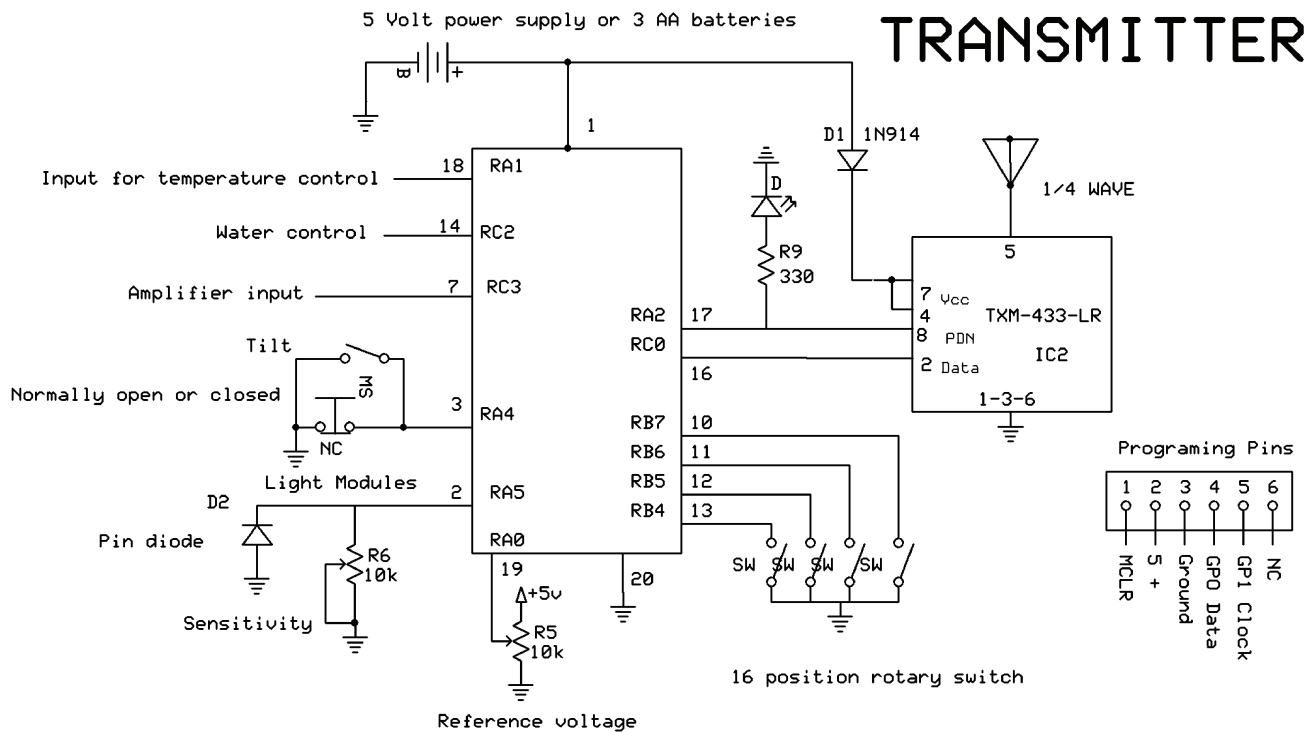 5 Volt power supply or 3 AA batteries
TRANSMITTER
B
+
1
D1 1N914
1/4 WAVE
Input for temperature control
18 RA1
Water control
14 RC2
Amplifier input
7 RC3
D
R9
330
5
7 Vcc
4
8 PDN
2 Data
TXM-433-LR
IC2
1-3-6
RA2 17
RC0
16
Tilt
MS
Normally open or closed
NC
3 RA4
RB7 10
RB6 11
RB5 12
RB4 13
Light Modules
D2
2 RA5
Pin diode
R6
10k
Sensitivity
RA0
19
+5v
R5
10k
Reference voltage
20
SW SW SW SW
16 position rotary switch
Programing Pins
1 2 3 4 5 6
MCLR
5 +
Ground
GP0 Data
GP1 Clock
NC